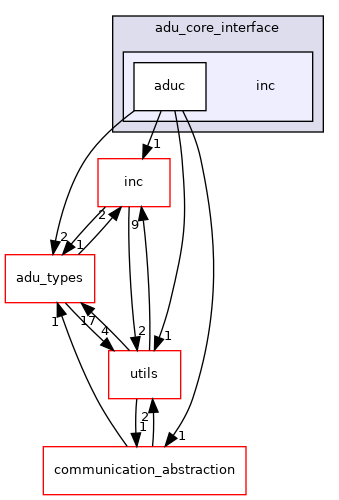 adu_core_interface
aduc
inc
1
inc
2
9
2
1
adu_types
1
17
4
2
1
utils
2
1
1
communication_abstraction